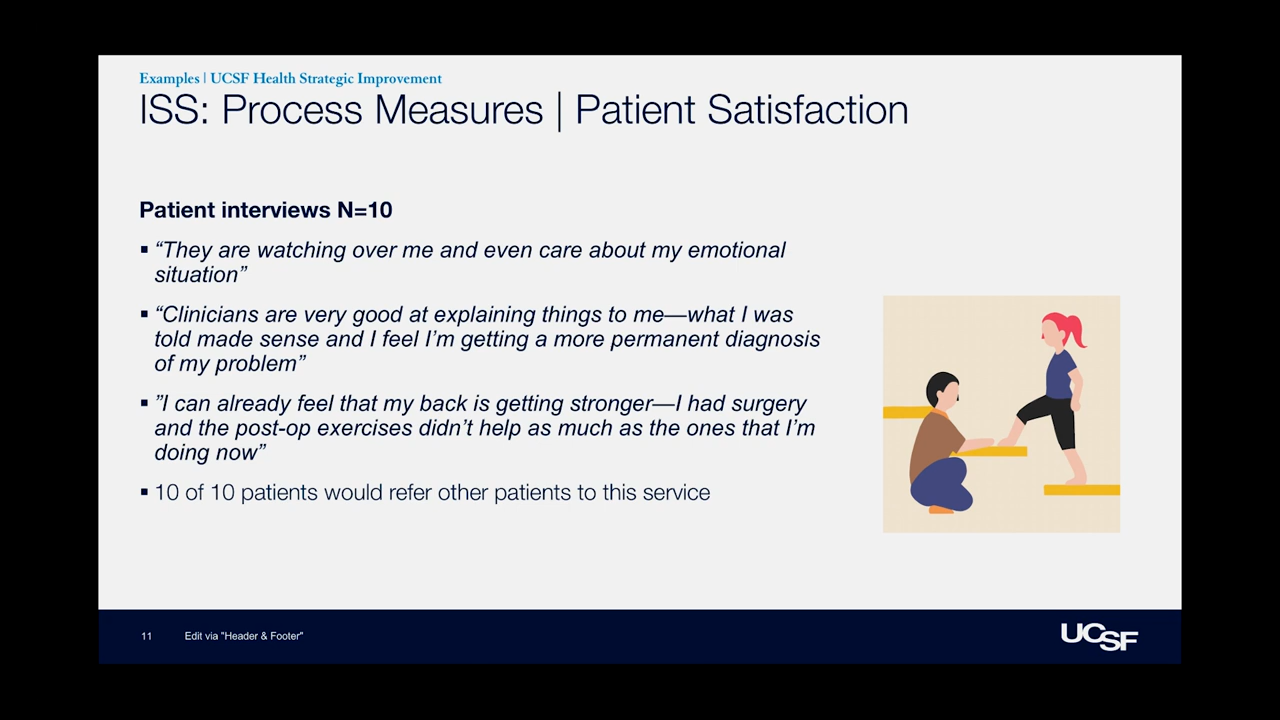 Examples | UCSF Health Strategic Improvement
ISS: Process Measures | Patient Satisfaction
Patient interviews N=10
▪ “They are watching over me and even care about my emotional
situation”
▪ “Clinicians are very good at explaining things to me—what I was
told made sense and I feel I’m getting a more permanent diagnosis
of my problem”
▪ ”I can already feel that my back is getting stronger—I had surgery
and the post-op exercises didn’t help as much as the ones that I’m
doing now”
▪ 10 of 10 patients would refer other patients to this service
11 Edit via "Header & Footer"
UCSF